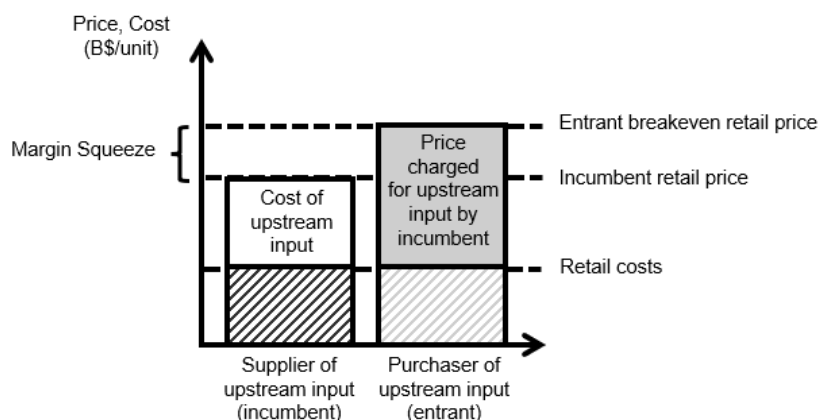 Price, Cost
(B$/unit)
Margin Squeeze
Cost of
upstream
input
Price
charged
for upstream
input by
incumbent
Entrant breakeven retail price
Incumbent retail price
Retail costs
Supplier of
upstream input
(incumbent)
Purchaser of
upstream input
(entrant)